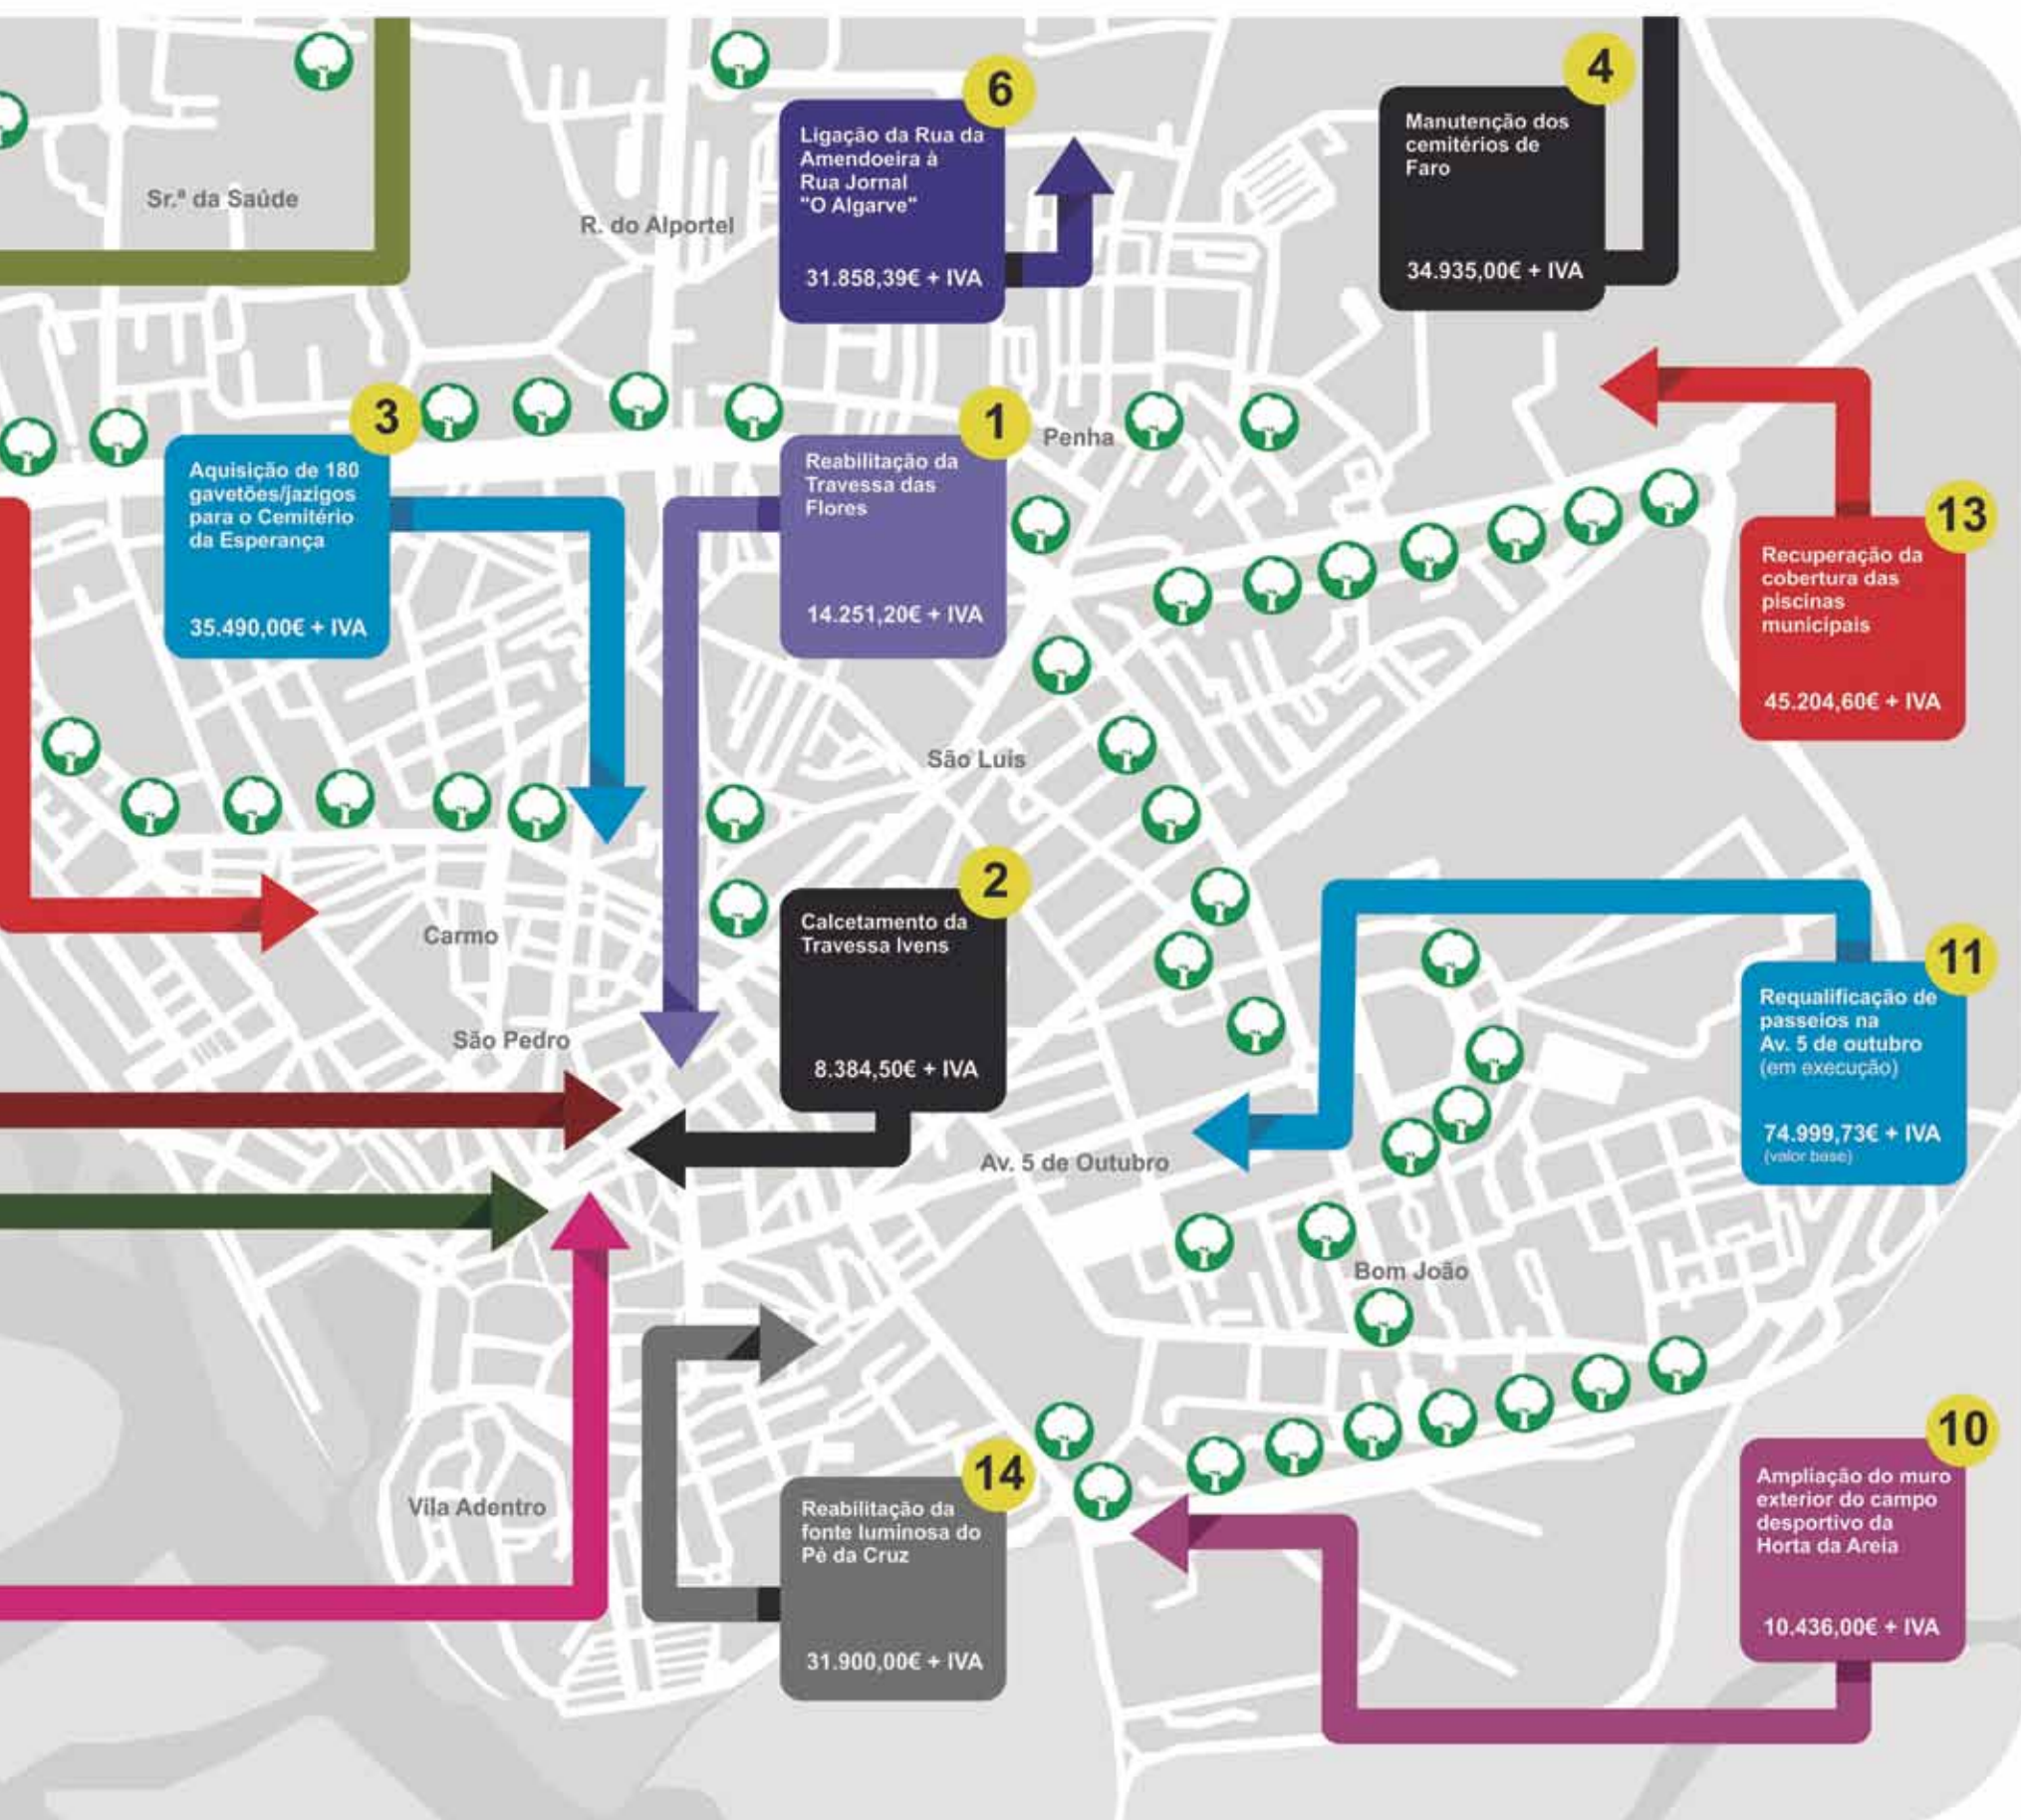 6
Ligação da Rua da
Amendoeira à
Rua Jornal
"O Algarve"
31.858,39€ + IVA
4
Manutenção dos
cemitérios de
Faro
34.935,00€ + IVA
Sr.ª da Saúde
R. do Alportel
3
Aquisição de 180
gavetões/jazigos
para o Cemitério
da Esperança
35.490,00€ + IVA
1
Reabilitação da
Travessa das
Flores
14.251,20€ + IVA
Penha
13
Recuperação da
cobertura das
piscinas
municipais
45.204,60€ + IVA
São Luis
2
Calcetamento da
Travessa Ivens
8.384,50€ + IVA
Carmo
São Pedro
11
Requalificação de
passeios na
Av. 5 de outubro
(em execução)
74.999,73€ + IVA
(valor base)
Av. 5 de Outubro
Bom João
14
Reabilitação da
fonte luminosa do
Pé da Cruz
31.900,00€ + IVA
Vila Adentro
10
Ampliação do muro
exterior do campo
desportivo da
Horta da Areia
10.436,00€ + IVA